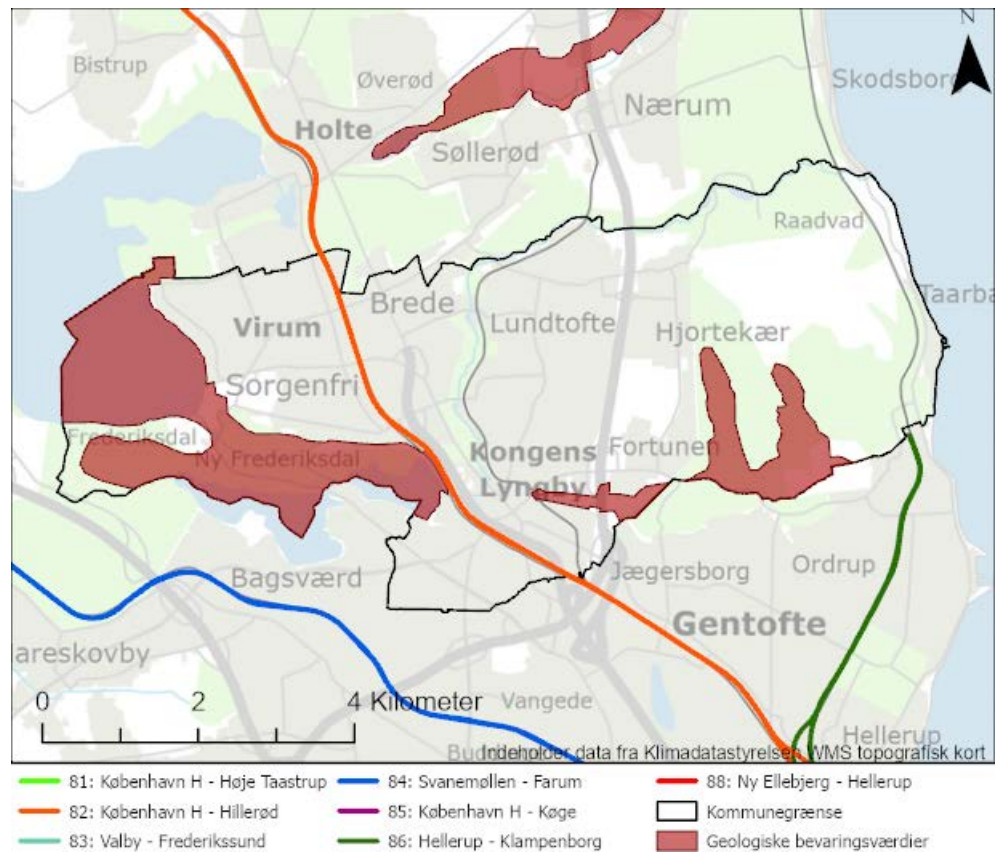 N
Bistrup
Øverød
Skodsborg
Nærum
Holte
Søllerød
Raadvad
Taarba
Brede
Virum
Lundtofte
Hjortekær
Sorgenfri
Frederiksdal
Ny Frederiksdal
Kongens
Lyngby
Fortunen
Bagsværd
Jægersborg
Ordrup
Gentofte
areskovby
0 2 4 Kilometer
Vangede
Hellerup
Indeholder data fra Klimadatastyrelsen WMS topografisk kort
81: København H - Høje Taastrup
84: Svanemøllen - Farum
88: Ny Ellebjerg - Hellerup
82: København H - Hillerød
85: København H - Køge
Kommunegrænse
83: Valby - Frederikssund
86: Hellerup - Klampenborg
Geologiske bevaringsværdier